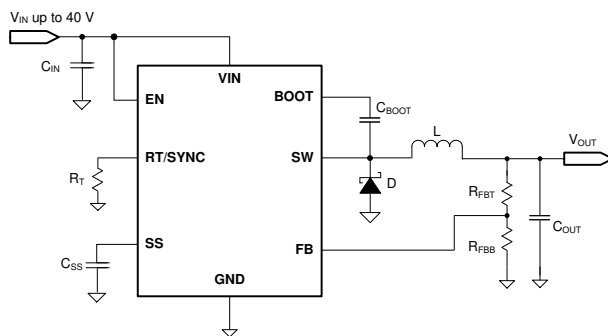 VIN up to 40 V
CIN
VIN
EN
BOOT
CBOOT
L
VOUT
RT/SYNC
SW
RT
D
RFBT
COUT
SS
FB
RFBB
CSS
GND